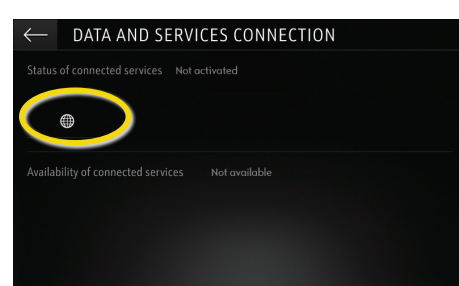 DATA AND SERVICES CONNECTION
Status of connected services Not activated
Availability of connected services Not available